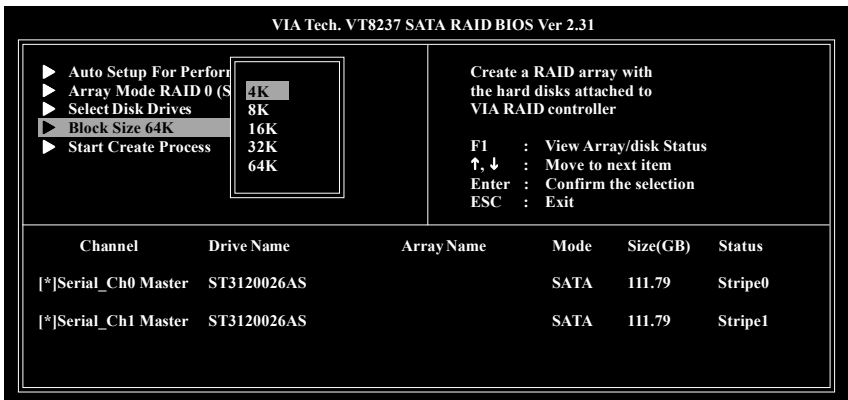 VIA Tech. VT8237 SATA RAID BIOS Ver 2.31
Auto Setup For Perforr
Array Mode RAID 0 (S
Select Disk Drives
Block Size 64K
Start Create Process
4K
8K
16K
32K
64K
Create a RAID array with
the hard disks attached to
VIA RAID controller
F1 : View Array/disk Status
↑, ↓ : Move to next item
Enter : Confirm the selection
ESC : Exit
Channel Drive Name Array Name Mode Size(GB) Status
[*]Serial_Ch0 Master ST3120026AS SATA 111.79 Stripe0
[*]Serial_Ch1 Master ST3120026AS SATA 111.79 Stripe1